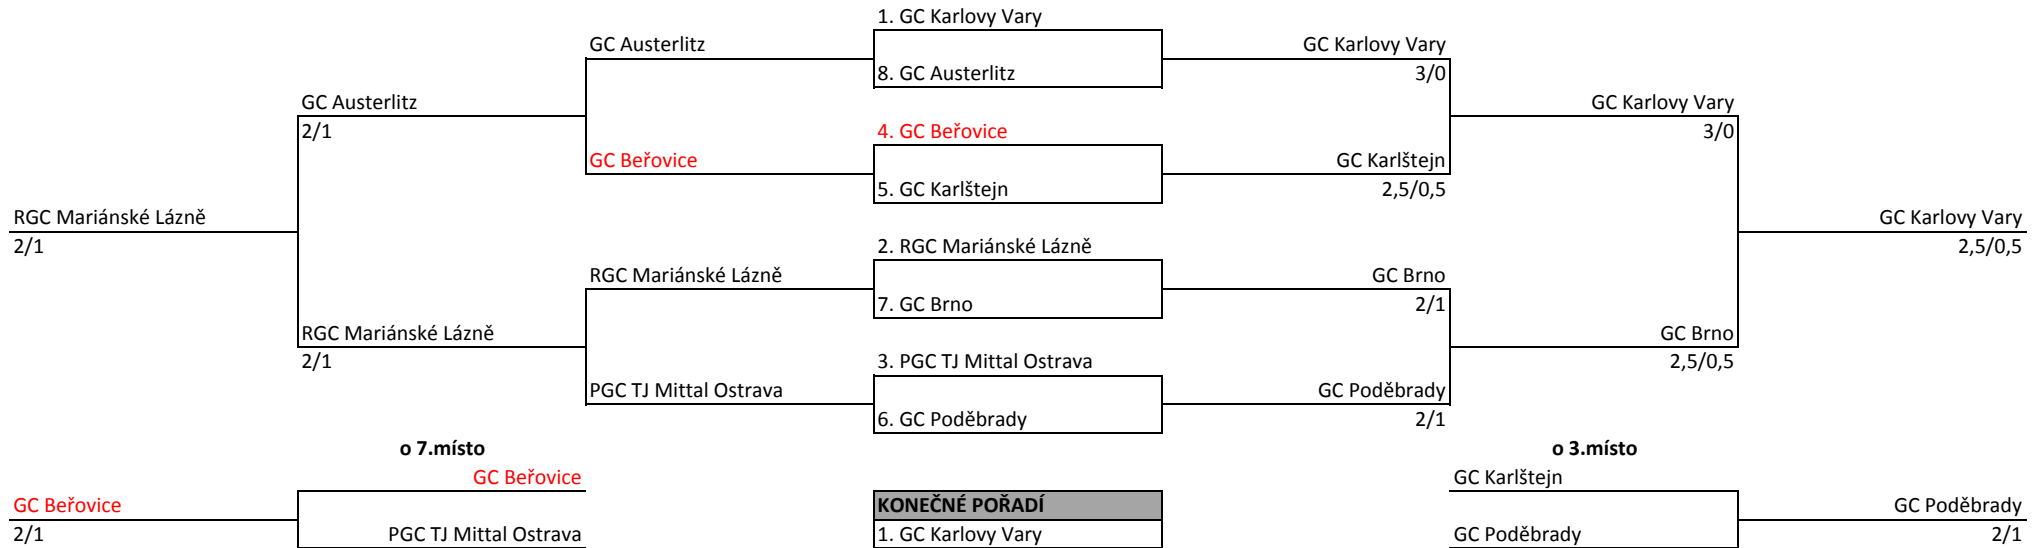 1. GC Karlovy Vary
GC Austerlitz
GC Karlovy Vary
8. GC Austerlitz
3/0
GC Austerlitz
GC Karlovy Vary
2/1
4. GC Beřovice
3/0
GC Beřovice
GC Karlštejn
5. GC Karlštejn
2,5/0,5
RGC Mariánské Lázně
GC Karlovy Vary
2/1
2. RGC Mariánské Lázně
2,5/0,5
RGC Mariánské Lázně
GC Brno
7. GC Brno
2/1
RGC Mariánské Lázně
GC Brno
2/1
3. PGC TJ Mittal Ostrava
2,5/0,5
PGC TJ Mittal Ostrava
GC Poděbrady
6. GC Poděbrady
2/1
o 7.místo
o 3.místo
GC Beřovice
GC Karlštejn
GC Beřovice
KONEČNÉ POŘADÍ
GC Poděbrady
2/1
PGC TJ Mittal Ostrava
1. GC Karlovy Vary
GC Poděbrady
2/1